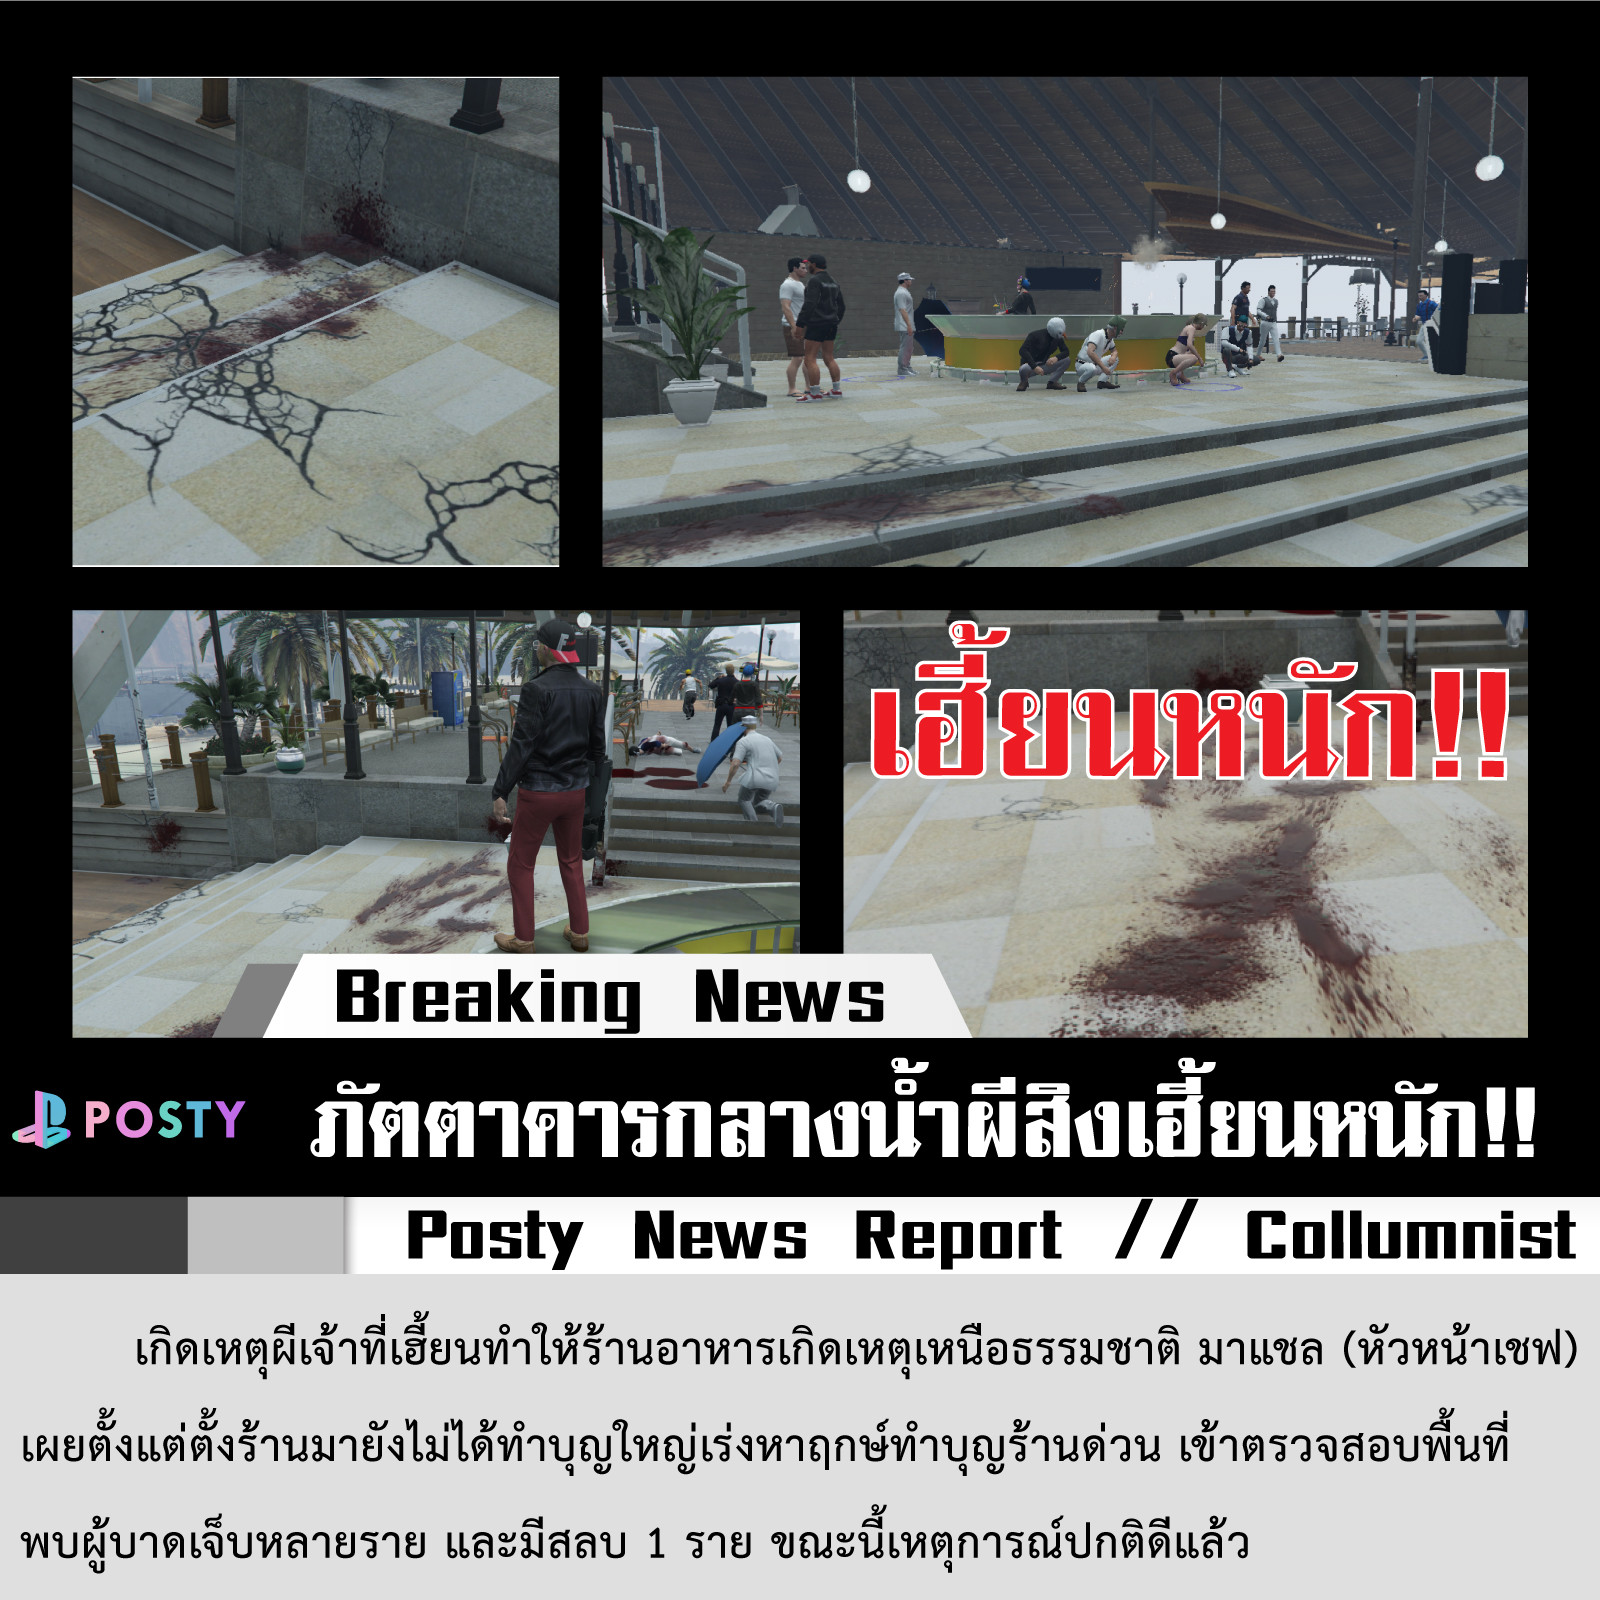 เฮี้ยนหนัก!!
Breaking News
POSTY
ภัตตาคารกลางน้ำผีสิงเฮี้ยนหนัก!!
Posty News Report // Collumnist
เกิดเหตุผีเจ้าที่เฮี้ยนทำให้ร้านอาหารเกิดเหตุเหนือธรรมชาติ มาแชล (หัวหน้าเชฟ)
เผยตั้งแต่ตั้งร้านมายังไม่ได้ทำบุญใหญ่เร่งหาฤกษ์ทำบุญร้านด่วน เข้าตรวจสอบพื้นที่
พบผู้บาดเจ็บหลายราย และมีสลบ 1 ราย ขณะนี้เหตุการณ์ปกติดีแล้ว